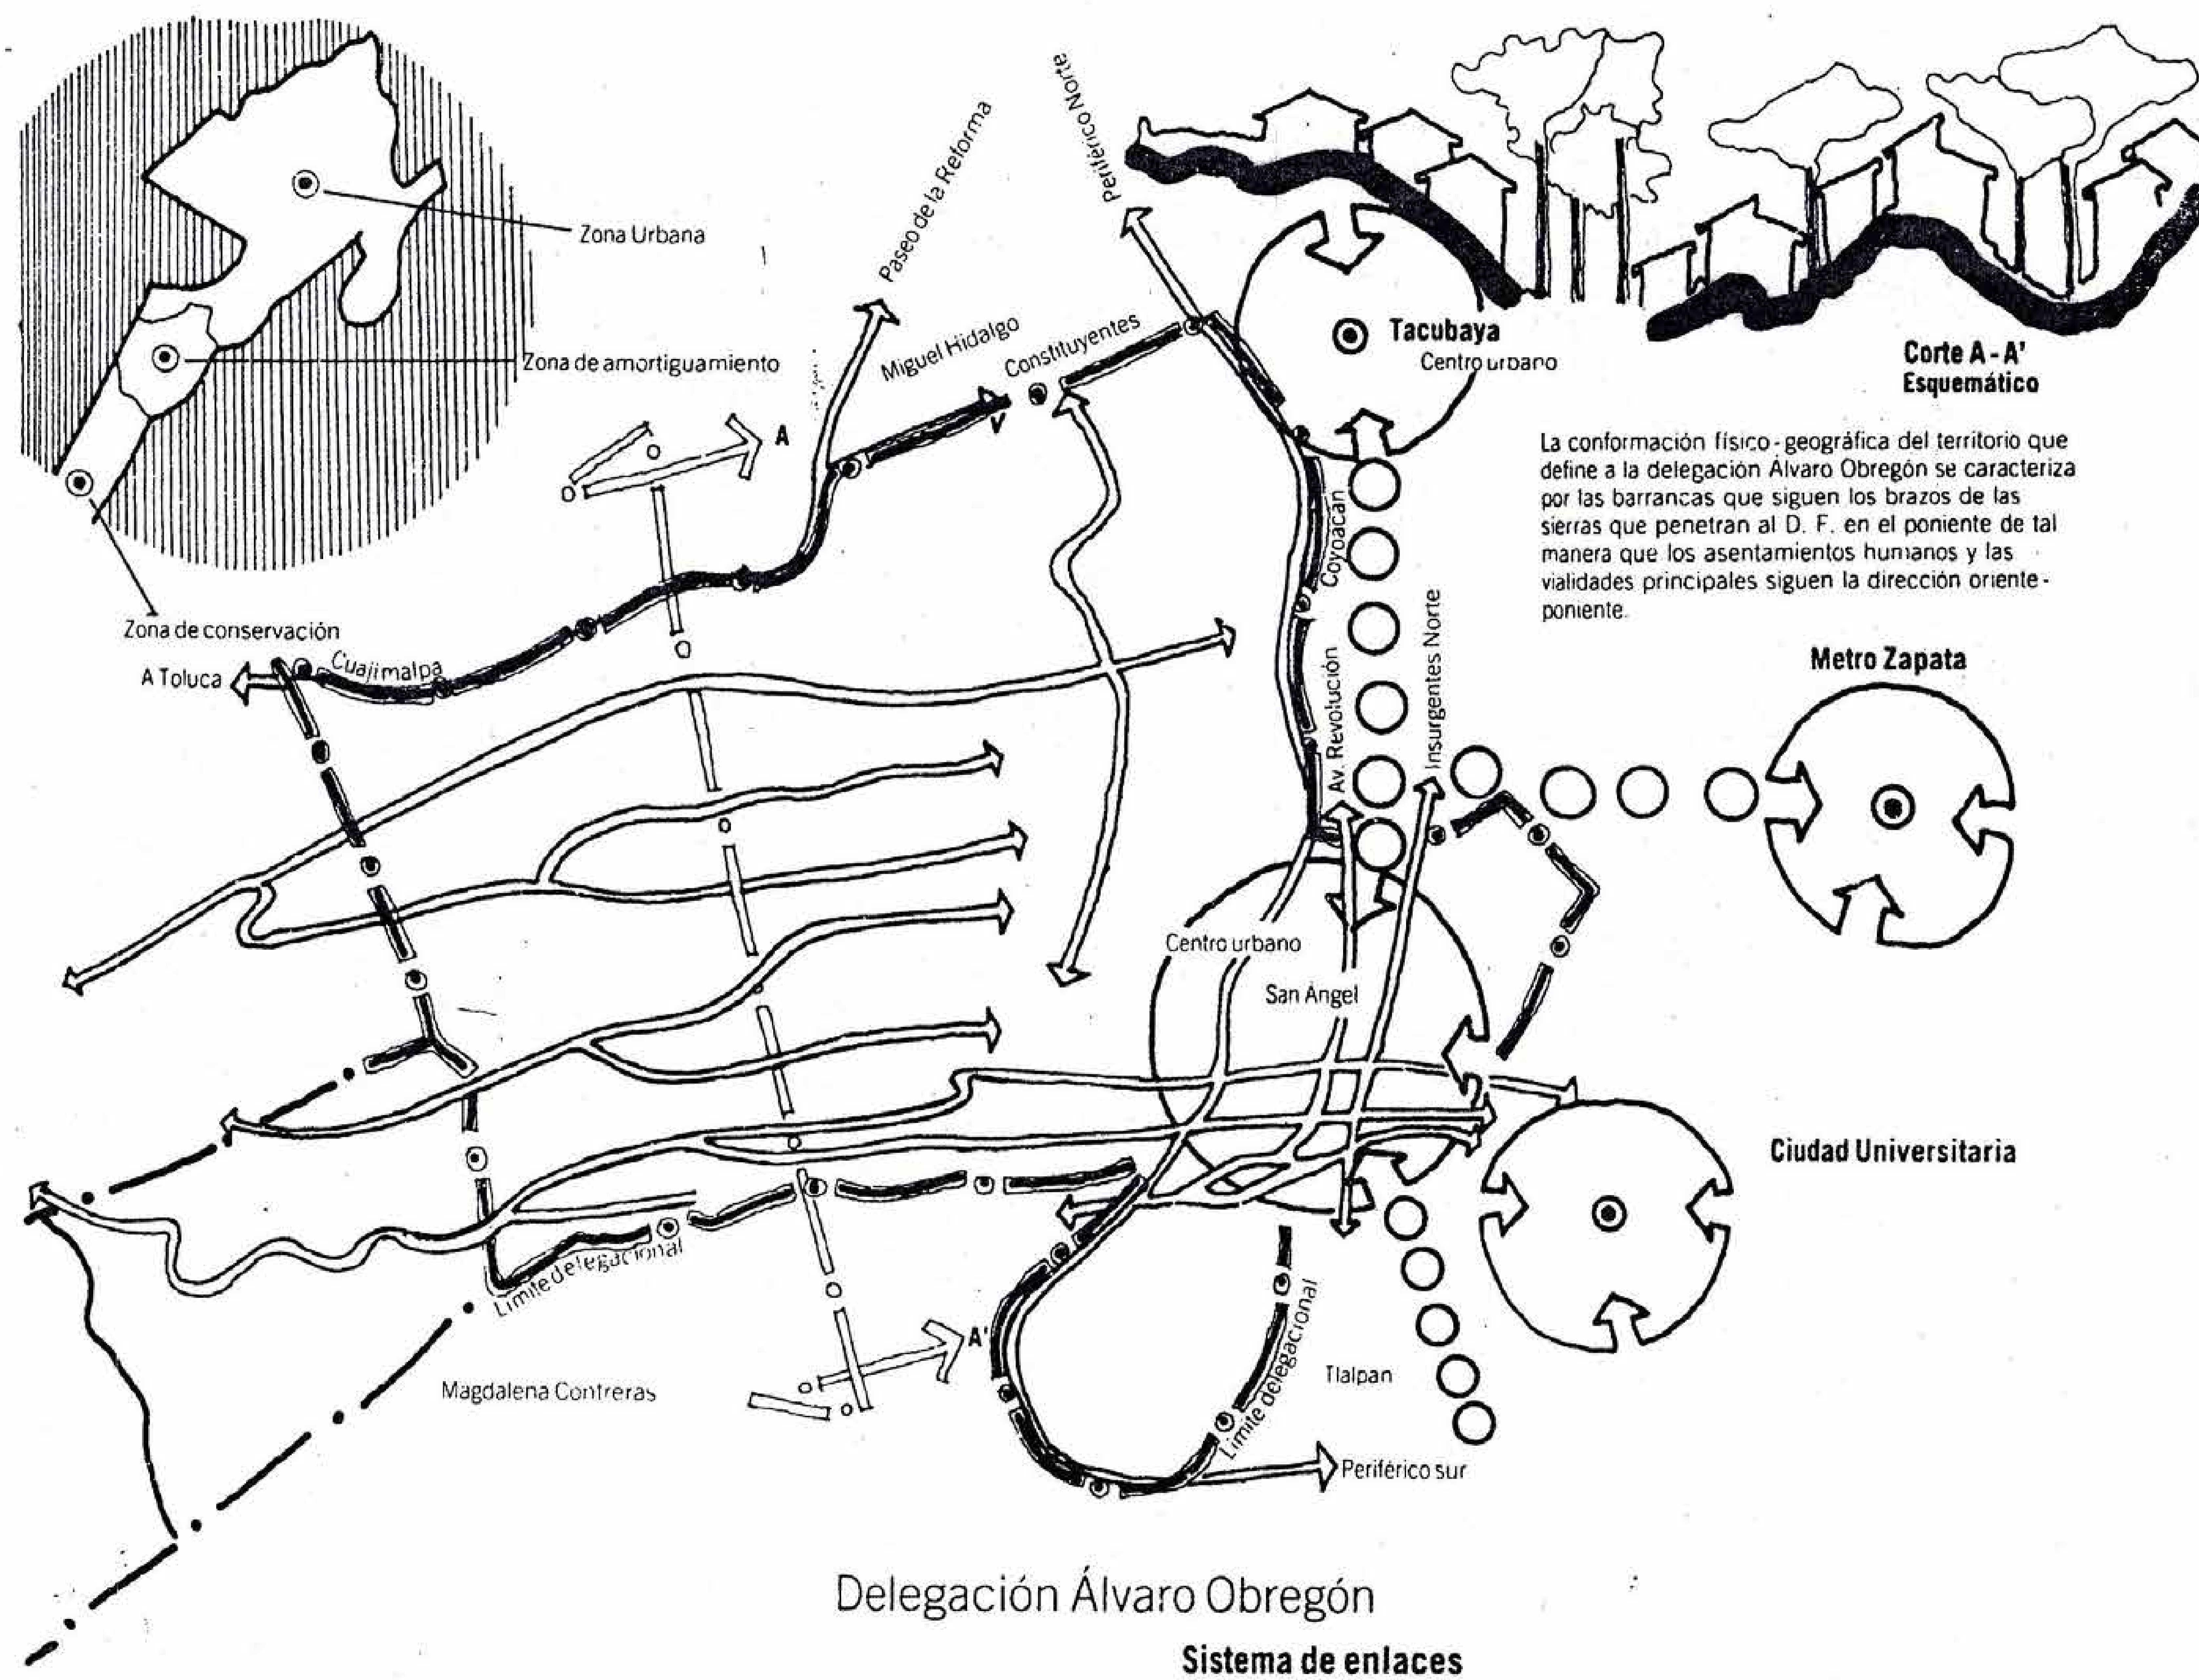 Zona Urbana
Zona de amortiguamiento
Zona de conservación
A Toluca
Cuajimalpa
Paseo de la Reforma
Periférico Norte
Miguel Hidalgo
Constituyentes
A
Tacubaya
Centro urbano
Corte A - A'
Esquemático
La conformación físico-geográfica del territorio que
define a la delegación Álvaro Obregón se caracteriza
por las barrancas que siguen los brazos de las
sierras que penetran al D. F. en el poniente de tal
manera que los asentamientos humanos y las
vialidades principales siguen la dirección oriente-
poniente.
Coyoacán
Av. Revolución
Insurgentes Norte
Metro Zapata
Centro urbano
San Ángel
Ciudad Universitaria
Límite delegacional
A'
Magdalena Contreras
Límite delegacional
Tlalpan
Periférico sur
Delegación Álvaro Obregón
Sistema de enlaces